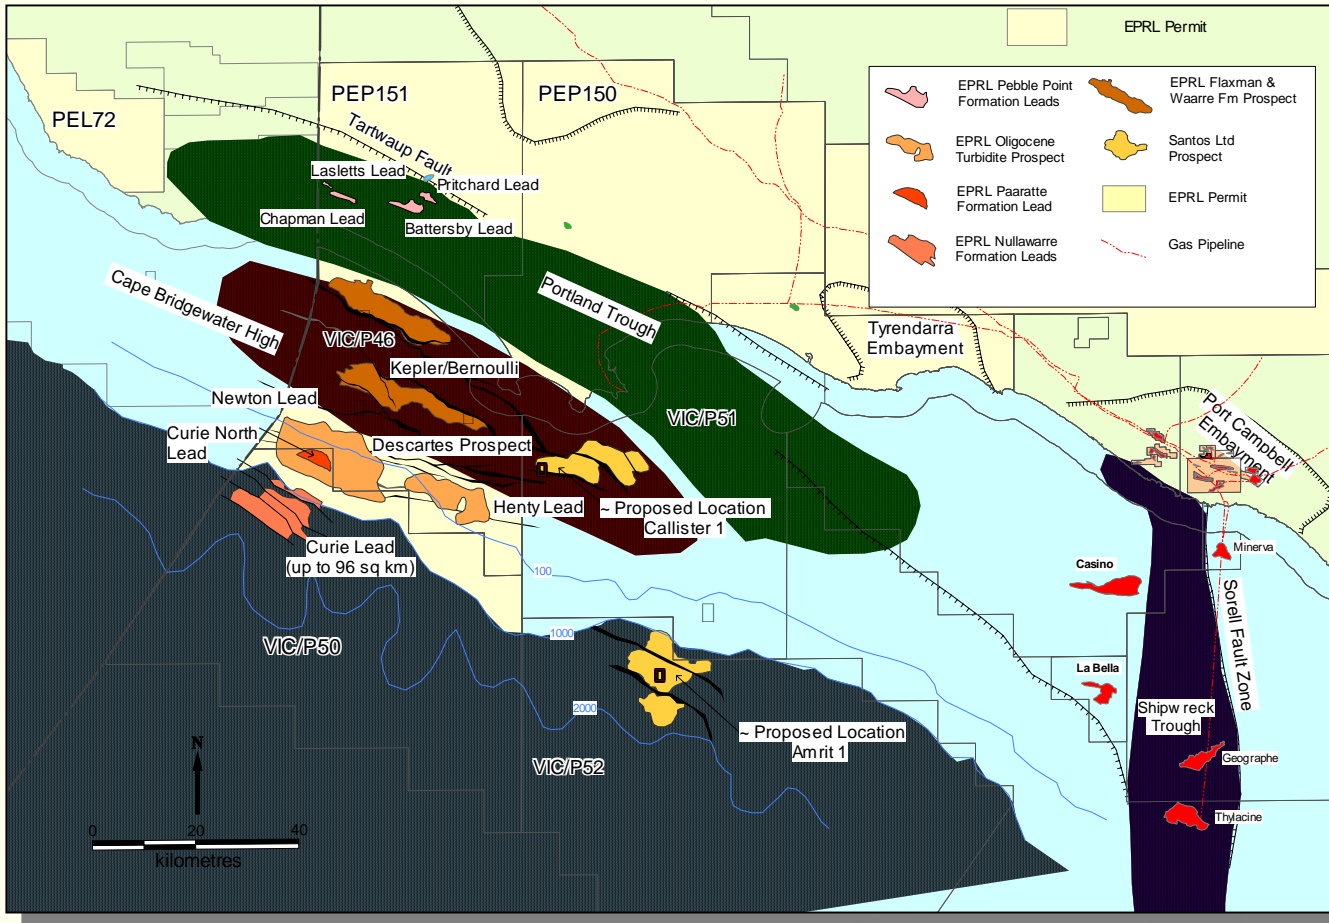 EPRL Permit
PEP151
PEP150
PEL72
Tartwaup Fault
Lasletts Lead
Pritchard Lead
Chapman Lead
Battersby Lead
EPRL Pebble Point
Formation Leads
EPRL Flaxman &
Waarre Fm Prospect
EPRL Oligocene
Turbidite Prospect
Santos Ltd
Prospect
EPRL Paaratte
Formation Lead
EPRL Permit
EPRL Nullawarre
Formation Leads
Gas Pipeline
Cape Bridgewater High
Portland Trough
Tyrendarra
Embayment
VIC/P46
Kepler/Bernoulli
Newton Lead
VIC/P51
Port Campbell
Embayment
Curie North
Lead
Descartes Prospect
Henty Lead
~ Proposed Location
Callister 1
Curie Lead
(up to 96 sq km)
Minerva
Casino
100
Sorell Fault Zone
VIC/P50
1000
La Bella
2000
Shipw reck
Trough
~ Proposed Location
Amrit 1
Geographe
VIC/P52
Thylacine
N
0
20
40
kilometres